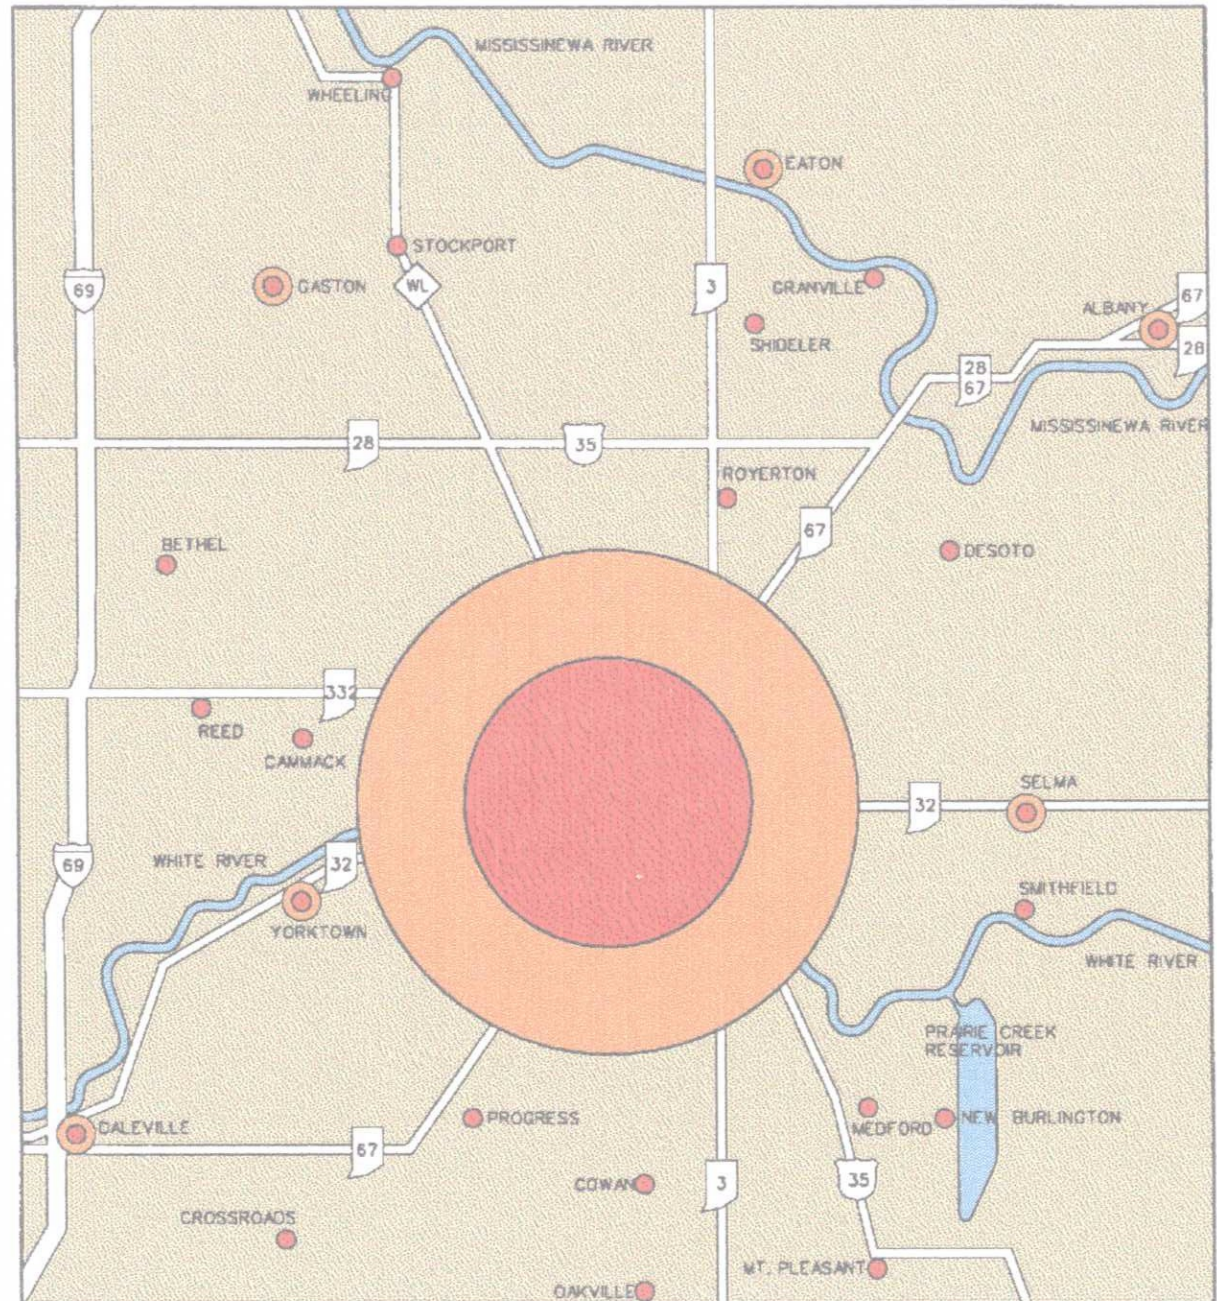 MISSISSINEWA RIVER
WHEELING
EATON
STOCKPORT
69
GASTON
WL
3
GRANVILLE
67
ALBANY
SHIDELER
28
28
67
MISSISSINEWA RIVER
28
35
ROYERTON
67
BETHEL
DESOTO
332
REED
CAMMACK
SELMA
32
69
WHITE RIVER
32
SMITHFIELD
YORKTOWN
WHITE RIVER
PRAIRIE CREEK
RESERVOIR
DALEVILLE
PROGRESS
MEDFORD
NEW BURLINGTON
67
COWAN
3
35
CROSSROADS
MT. PLEASANT
OAKVILLE